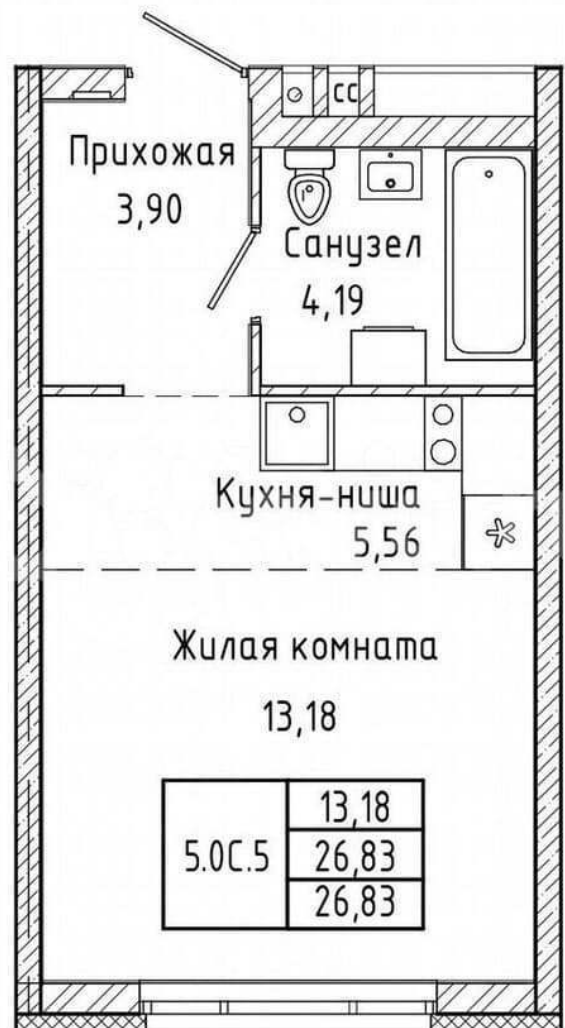 сс
Прихожая
3,90
Санузел
4,19
Кухня-ниша
5,56
Жилая комната
13,18
5.0С.5
13,18
26,83
26,83